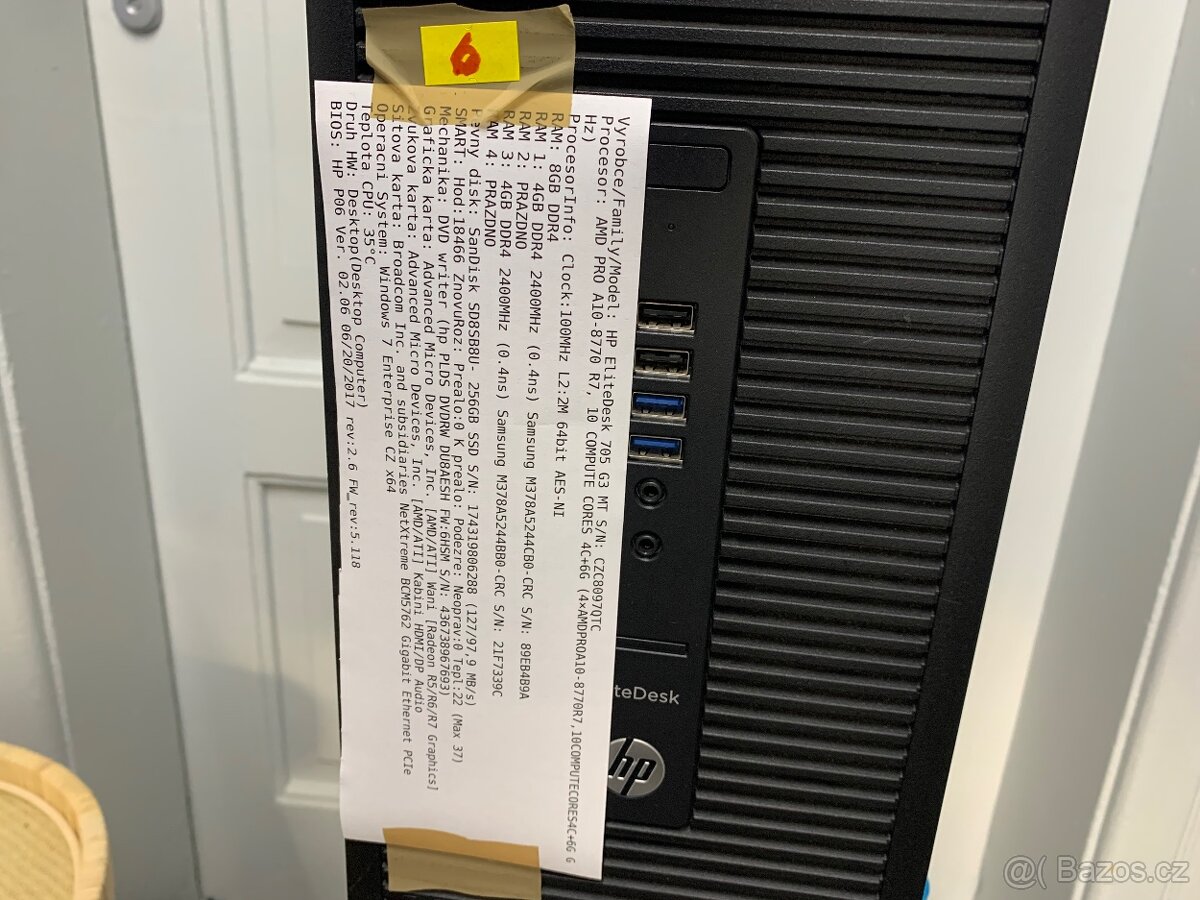 6
Vyrobce/Family/Model: HP EliteDesk 705 G3 MT S/N: CZC8097QTC
Procesor: AMD PRO A10-8770 R7, 10 COMPUTE CORES 4C+6G (4xAMDPROA10-8770R7,10COMPUTECORES4C+6G G
Hz)
ProcesorInfo: Clock:100MHz L2:2M 64bit AES-NI
RAM: 8GB DDR4
RAM 1: 4GB DDR4 2400MHz (0.4ns) Samsung M378A5244CB0-CRC S/N: 89EB4B9A
RAM 2: PRAZDNO
RAM 3: 4GB DDR4 2400MHz (0.4ns) Samsung M378A5244BB0-CRC S/N: 21F7339C
RAM 4: PRAZDNO
Pevny disk: SanDisk SD8SB8U- 256GB SSD S/N: 174319806288 (127/97,9 MB/s)
SMART: Hod:18466 ZnovuRoz: Prealo:0 K prealo: Podezre: Neoprav:0 Tepl:22 (Max 37)
Mechanika: DVD writer (hp PLDS DVDRW DU8AESH FW:6HSM S/N: 436738967693)
Graficka karta: Advanced Micro Devices, Inc. [AMD/ATI] Wani [Radeon R5/R6/R7 Graphics]
Zvukova karta: Advanced Micro Devices, Inc. [AMD/ATI] Kabini HDMI/DP Audio
Sitova karta: Broadcom Inc. and subsidiaries NetXtreme BCM5762 Gigabit Ethernet PCIe
Operacni System: Windows 7 Enterprise CZ x64
Teplota CPU: 35°C
Druh HW: Desktop(Desktop Computer)
BIOS: HP P06 Ver. 02.06 06/20/2017 rev:2.6 FW_rev:5.118
teDesk
hp
@( Bazos.cz